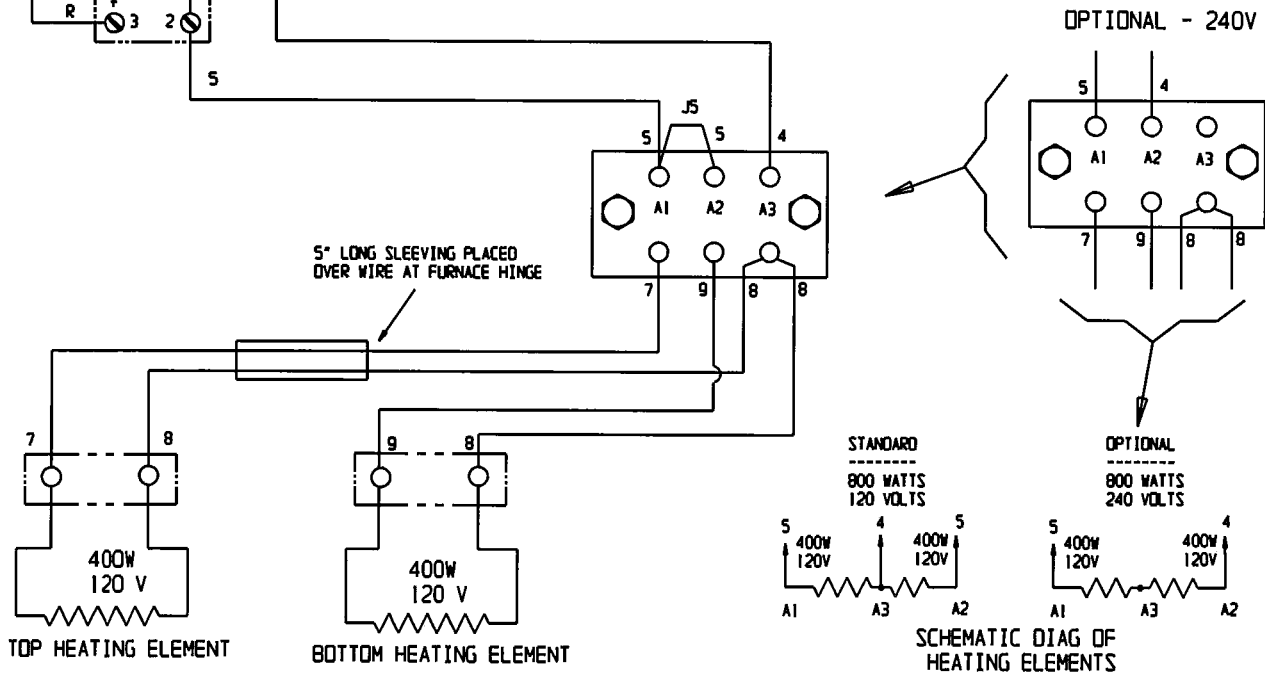 R
+
3
2
5
4
5
J5
5
A1
A2
A3
7
9
8
8
5" LONG SLEEVING PLACED
OVER WIRE AT FURNACE HINGE
7
8
400W
120 V
TOP HEATING ELEMENT
9
8
400W
120 V
BOTTOM HEATING ELEMENT
OPTIONAL - 240V
5
4
A1
A2
A3
7
9
8
8
STANDARD
--------
800 WATTS
120 VOLTS
5
4
5
400W
120V
400W
120V
A1
A3
A2
OPTIONAL
--------
800 WATTS
240 VOLTS
5
4
400W
120V
400W
120V
A1
A3
A2
SCHEMATIC DIAG OF
HEATING ELEMENTS